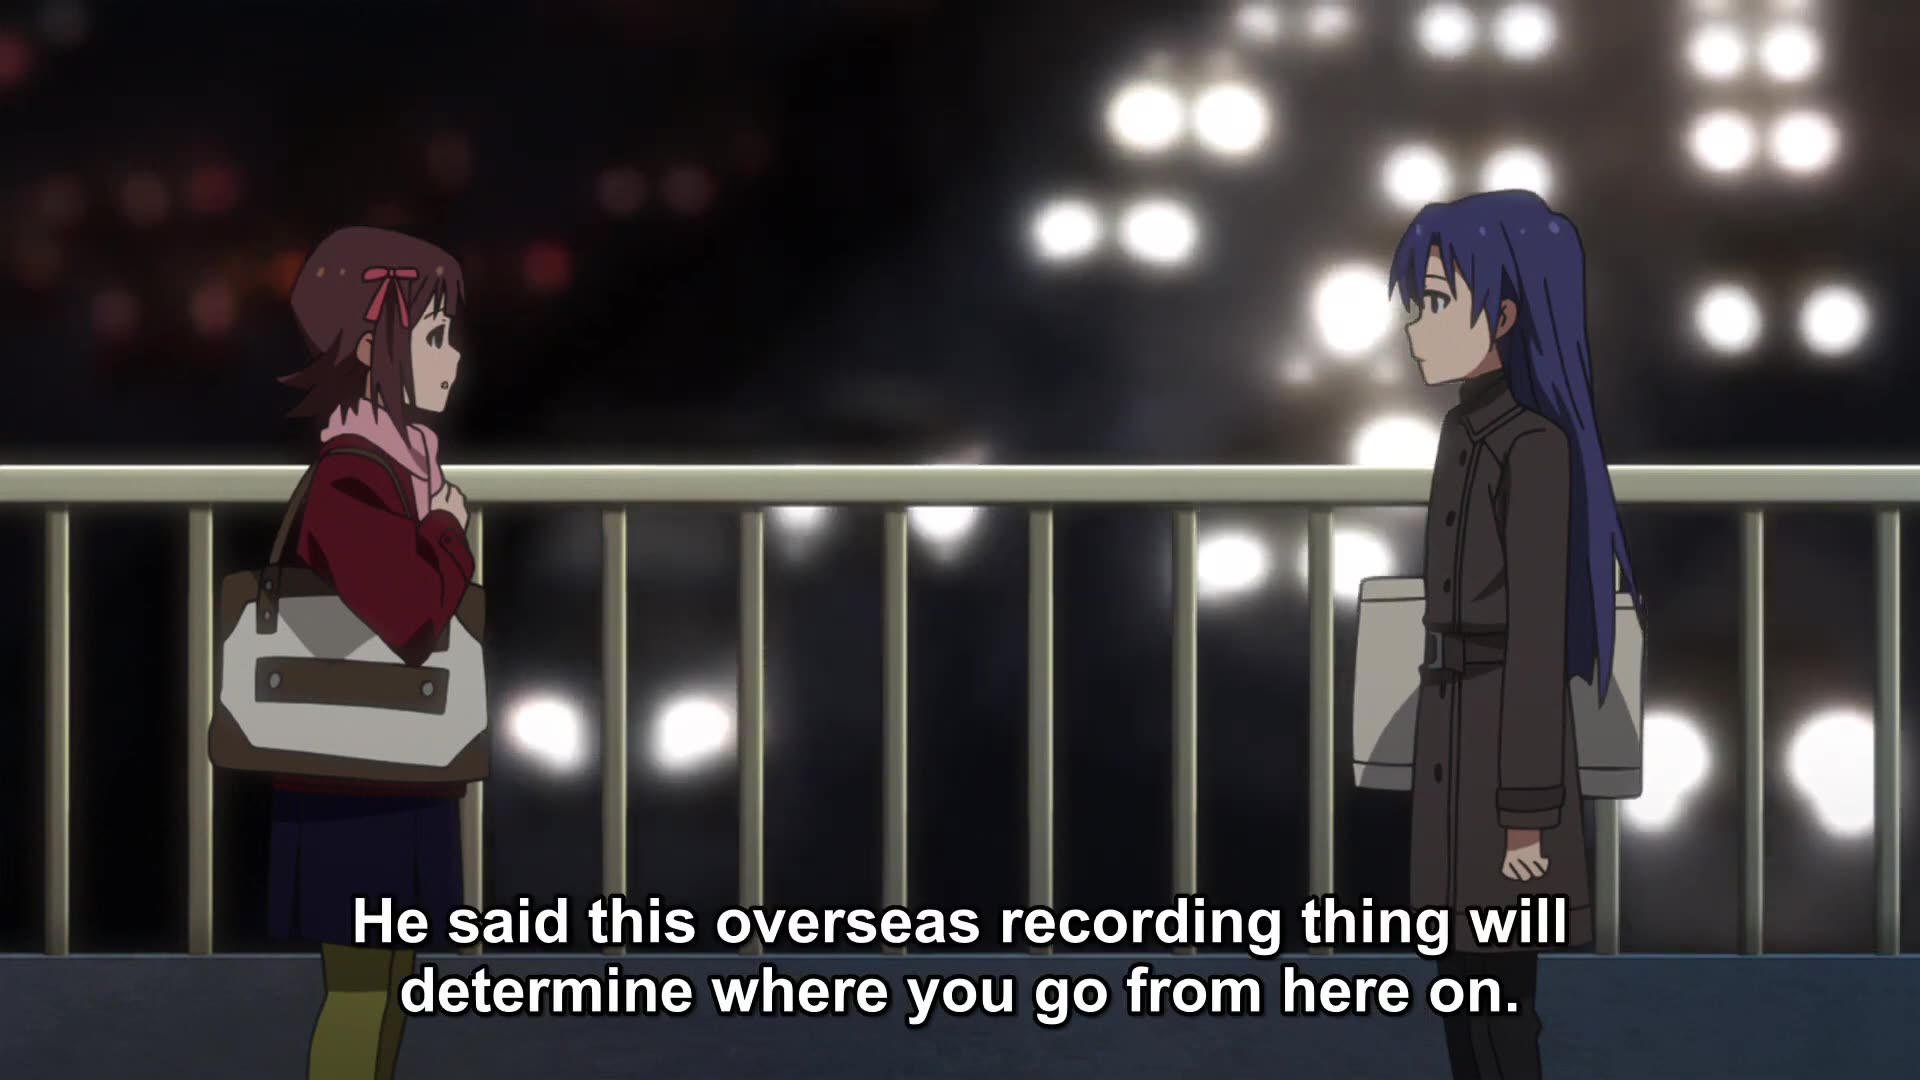 He said this overseas recording thing will
determine where you go from here on.